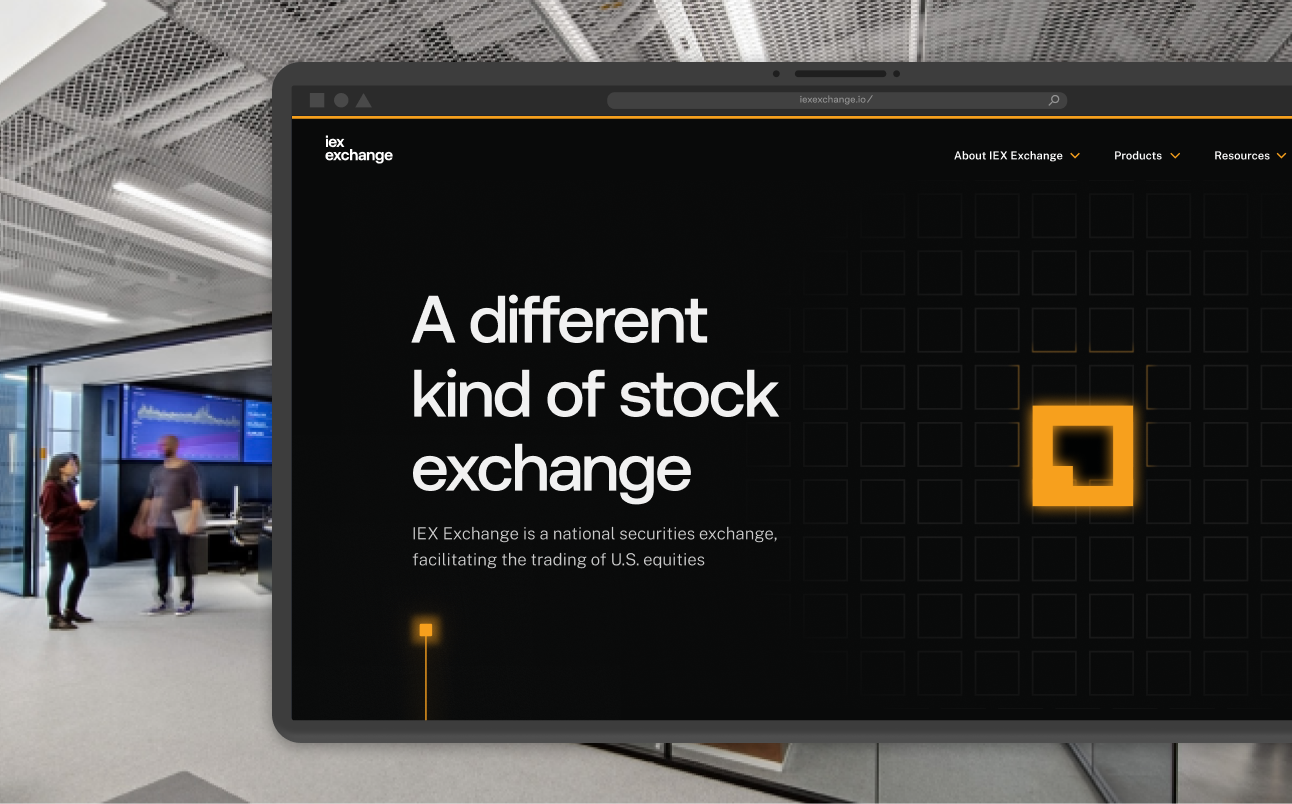 iexexchange.io/
iex
exchange
About IEX Exchange
Products
Resources
A different
kind of stock
exchange
IEX Exchange is a national securities exchange,
facilitating the trading of U.S. equities